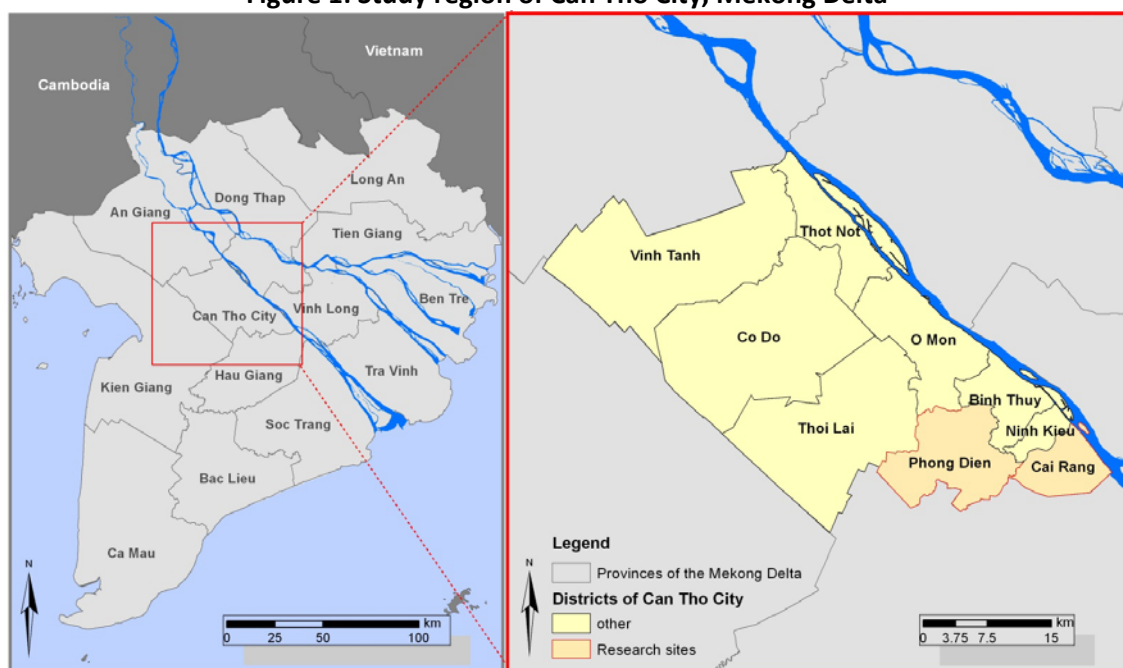 Figure 1: Study region of Can Tho City, Mekong Delta
Vietnam
Cambodia
Long An
Dong Thap
An Giang
Tien Giang
Ben Tre
Vinh Long
Can Tho City
Tra Vinh
Hau Giang
Kien Giang
Soc Trang
Bac Lieu
Ca Mau
N
km
0 25 50 100
Thot Not
Vinh Tanh
Co Do
O Mon
Binh Thuy
Ninh Kieu
Thoi Lai
Phong Dien
Cai Rang
Legend
Provinces of the Mekong Delta
Districts of Can Tho City
other
Research sites
N
km
0 3.75 7.5 15